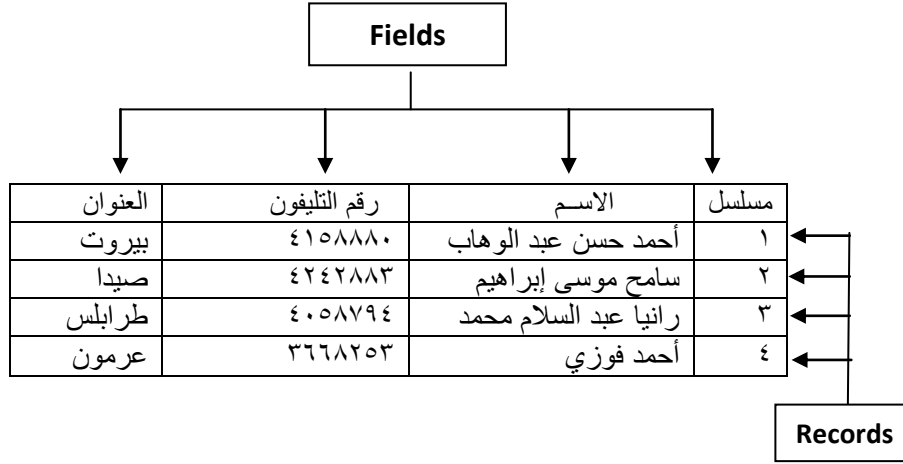 Fields
مسلسل الاســم رقم التليفون العنوان
١ أحمد حسن عبد الوهاب ٤١٥٨٨٨٠ بيروت
٢ سامح موسى إبراهيم ٤٢٤٢٨٨٣ صيدا
٣ رانيا عبد السلام محمد ٤٠٥٨٧٩٤ طرابلس
٤ أحمد فوزي ٣٦٦٨٢٥٣ عرمون
Records